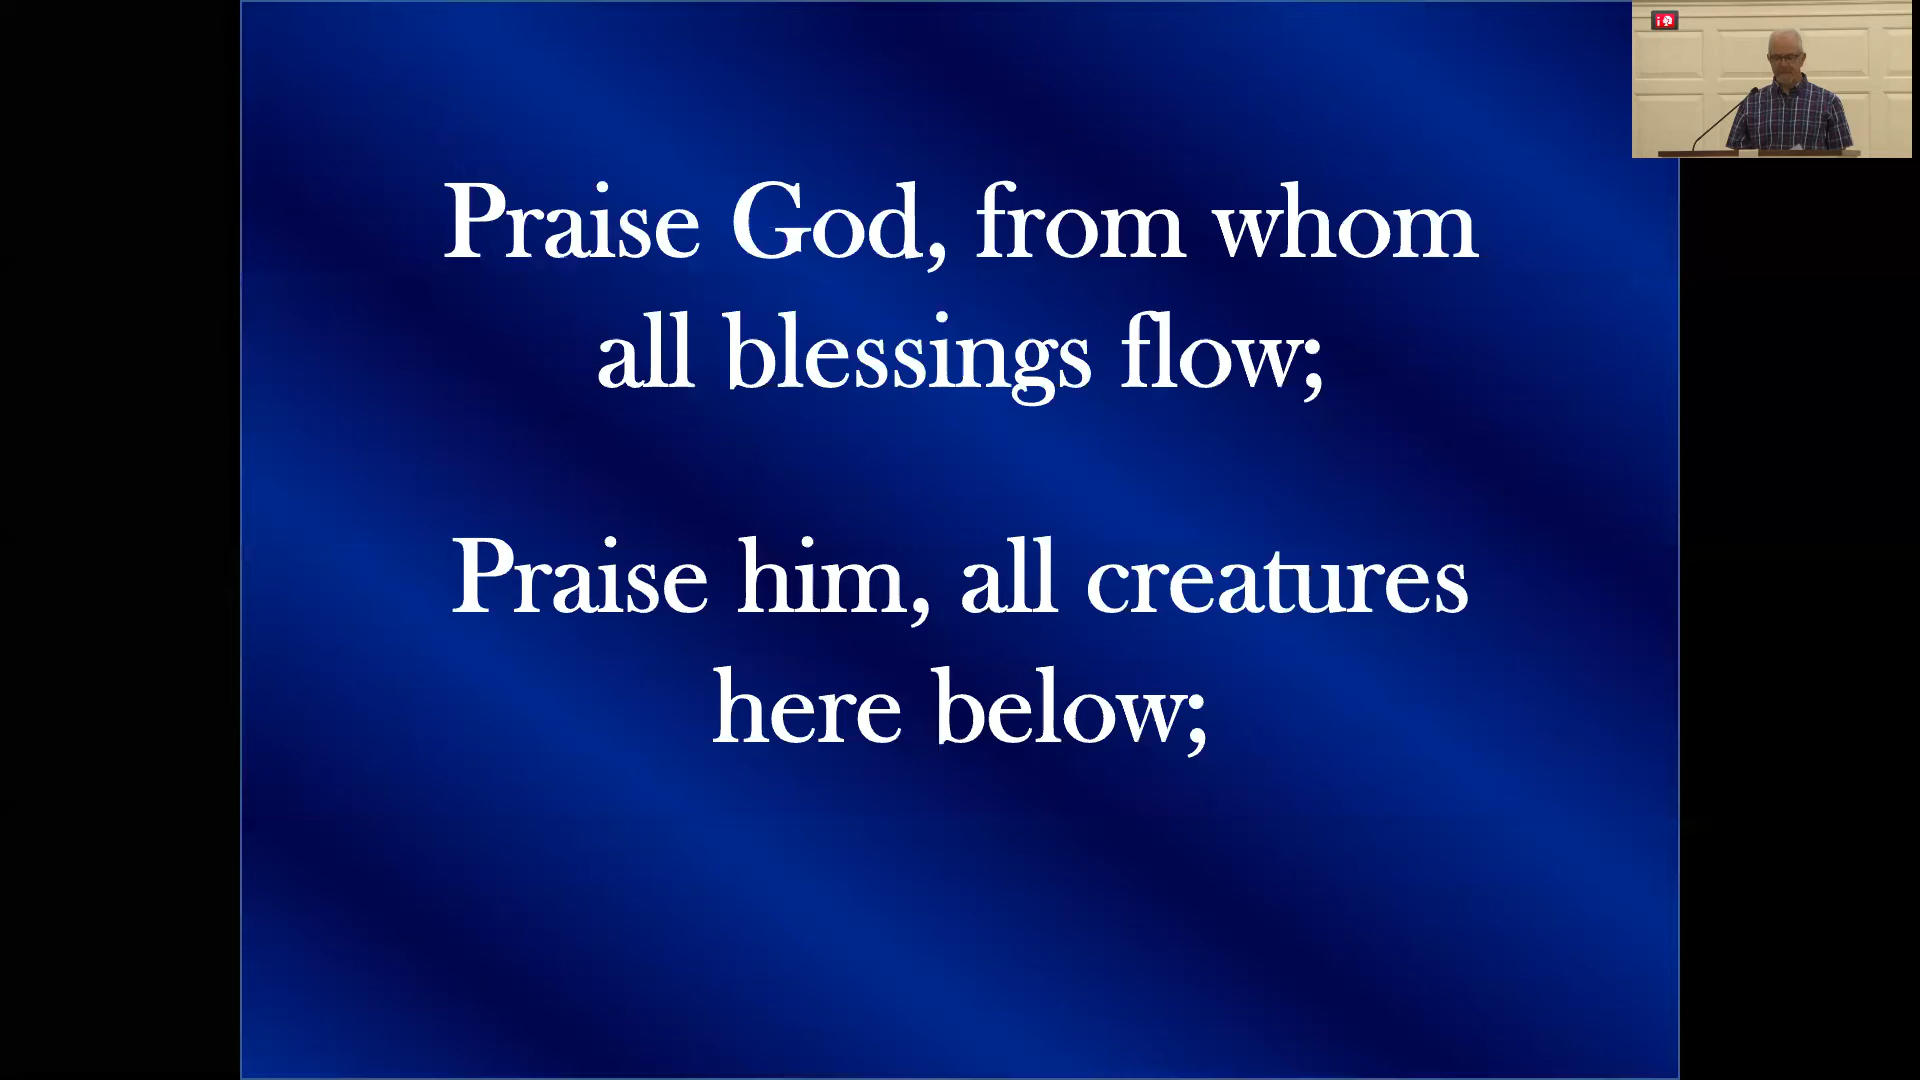 Praise God, from whom
all blessings flow;
Praise him, all creatures
here below;